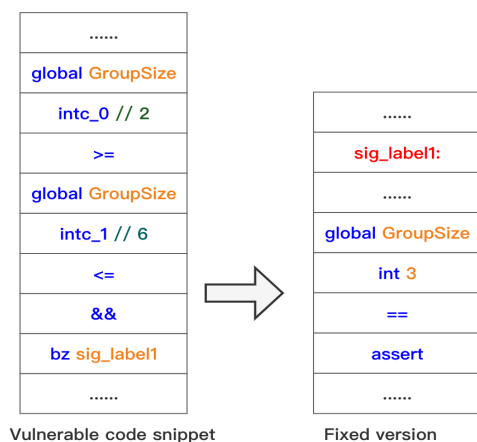 ......
global GroupSize
intc_0 // 2
>=
global GroupSize
intc_1 // 6
<=
&&
bz sig_label1
......
Vulnerable code snippet
......
sig_label1:
......
global GroupSize
int 3
==
assert
......
Fixed version